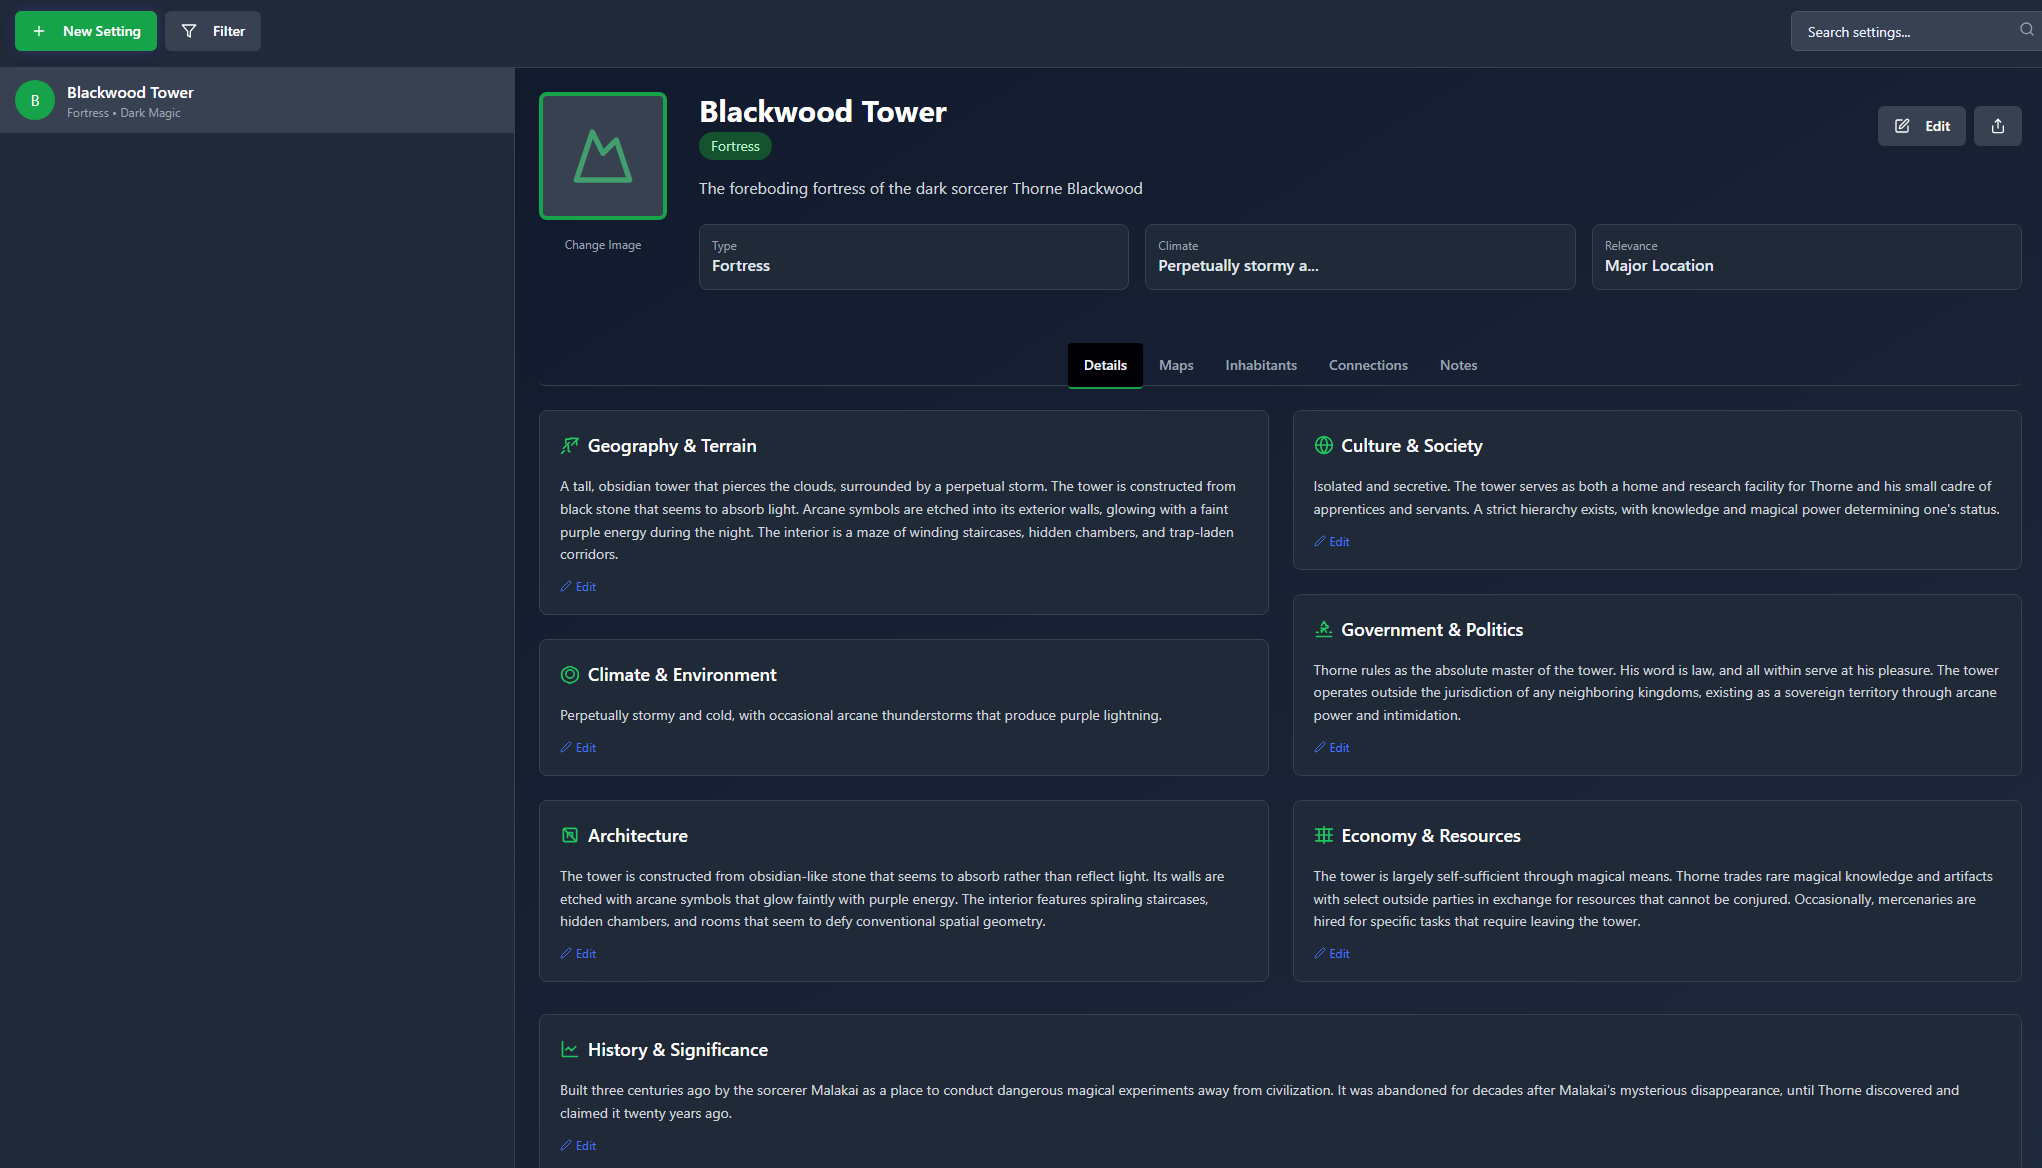 New Setting
Filter
Search settings...
B
Blackwood Tower
Fortress • Dark Magic
Change Image
Blackwood Tower
Fortress
The foreboding fortress of the dark sorcerer Thorne Blackwood
Edit
Type
Fortress
Climate
Perpetually stormy a...
Relevance
Major Location
Details
Maps
Inhabitants
Connections
Notes
Geography & Terrain
A tall, obsidian tower that pierces the clouds, surrounded by a perpetual storm. The tower is constructed from
black stone that seems to absorb light. Arcane symbols are etched into its exterior walls, glowing with a faint
purple energy during the night. The interior is a maze of winding staircases, hidden chambers, and trap-laden
corridors.
Edit
Culture & Society
Isolated and secretive. The tower serves as both a home and research facility for Thorne and his small cadre of
apprentices and servants. A strict hierarchy exists, with knowledge and magical power determining one's status.
Edit
Climate & Environment
Perpetually stormy and cold, with occasional arcane thunderstorms that produce purple lightning.
Edit
Government & Politics
Thorne rules as the absolute master of the tower. His word is law, and all within serve at his pleasure. The tower
operates outside the jurisdiction of any neighboring kingdoms, existing as a sovereign territory through arcane
power and intimidation.
Edit
Architecture
The tower is constructed from obsidian-like stone that seems to absorb rather than reflect light. Its walls are
etched with arcane symbols that glow faintly with purple energy. The interior features spiraling staircases,
hidden chambers, and rooms that seem to defy conventional spatial geometry.
Edit
Economy & Resources
The tower is largely self-sufficient through magical means. Thorne trades rare magical knowledge and artifacts
with select outside parties in exchange for resources that cannot be conjured. Occasionally, mercenaries are
hired for specific tasks that require leaving the tower.
Edit
History & Significance
Built three centuries ago by the sorcerer Malakai as a place to conduct dangerous magical experiments away from civilization. It was abandoned for decades after Malakai's mysterious disappearance, until Thorne discovered and
claimed it twenty years ago.
Edit